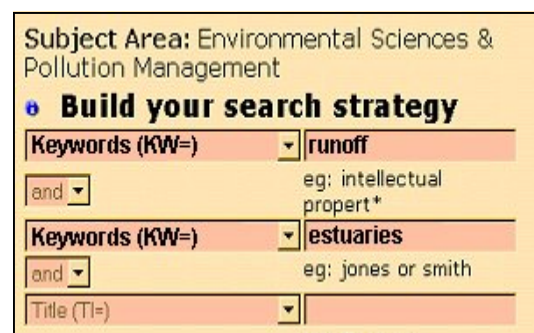 Subject Area: Environmental Sciences &
Pollution Management
Build your search strategy
Keywords (KW=) runoff
and eg: intellectual
propert*
Keywords (KW=) estuaries
and eg: jones or smith
Title (TI=)